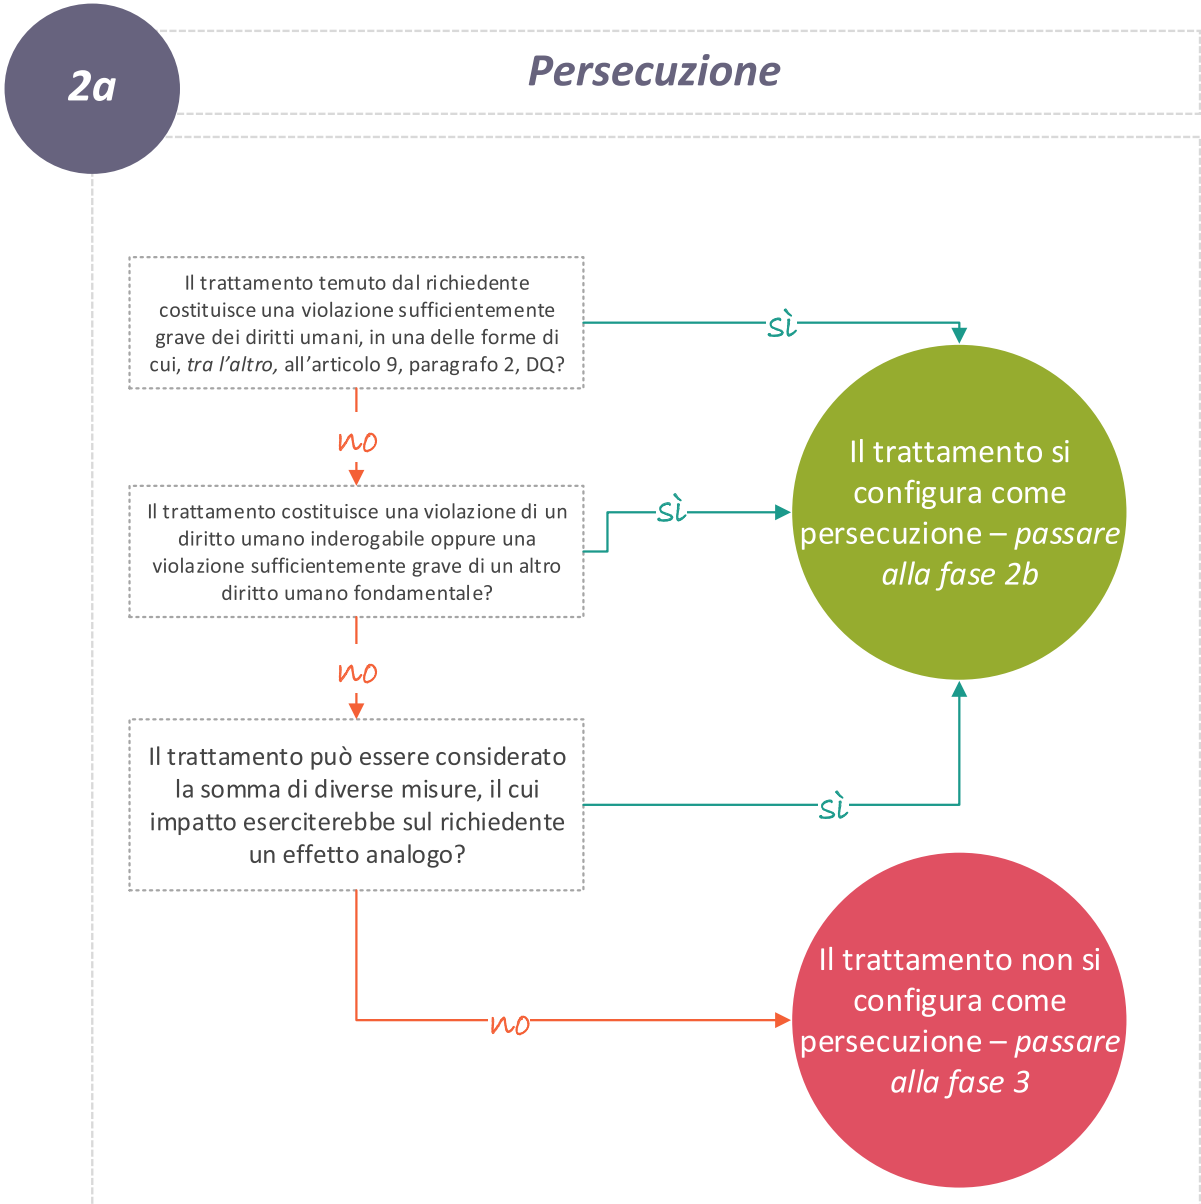 2a
Persecuzione
Il trattamento temuto dal richiedente
costituisce una violazione sufficientemente
grave dei diritti umani, in una delle forme di
cui, tra l’altro, all’articolo 9, paragrafo 2, DQ?
sì
no
Il trattamento costituisce una violazione di un
diritto umano inderogabile oppure una
violazione sufficientemente grave di un altro
diritto umano fondamentale?
sì
Il trattamento si
configura come
persecuzione – passare
alla fase 2b
no
Il trattamento può essere considerato
la somma di diverse misure, il cui
impatto eserciterebbe sul richiedente
un effetto analogo?
sì
no
Il trattamento non si
configura come
persecuzione – passare
alla fase 3